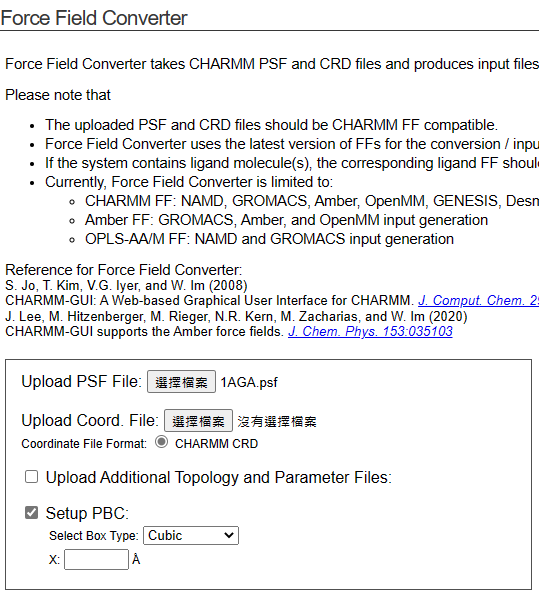 Force Field Converter
Force Field Converter takes CHARMM PSF and CRD files and produces input files
Please note that
The uploaded PSF and CRD files should be CHARMM FF compatible.
Force Field Converter uses the latest version of FFs for the conversion / inpu
If the system contains ligand molecule(s), the corresponding ligand FF shoul
Currently, Force Field Converter is limited to:
CHARMM FF: NAMD, GROMACS, Amber, OpenMM, GENESIS, Desm
Amber FF: GROMACS, Amber, and OpenMM input generation
OPLS-AA/M FF: NAMD and GROMACS input generation
Reference for Force Field Converter:
S. Jo, T. Kim, V.G. Iyer, and W. Im (2008)
CHARMM-GUI: A Web-based Graphical User Interface for CHARMM. J. Comput. Chem. 29
J. Lee, M. Hitzenberger, M. Rieger, N.R. Kern, M. Zacharias, and W. Im (2020)
CHARMM-GUI supports the Amber force fields. J. Chem. Phys. 153:035103
Upload PSF File: 選擇檔案 1AGA.psf
Upload Coord. File: 選擇檔案 沒有選擇檔案
Coordinate File Format: CHARMM CRD
Upload Additional Topology and Parameter Files:
Setup PBC:
Select Box Type: Cubic
X: Å